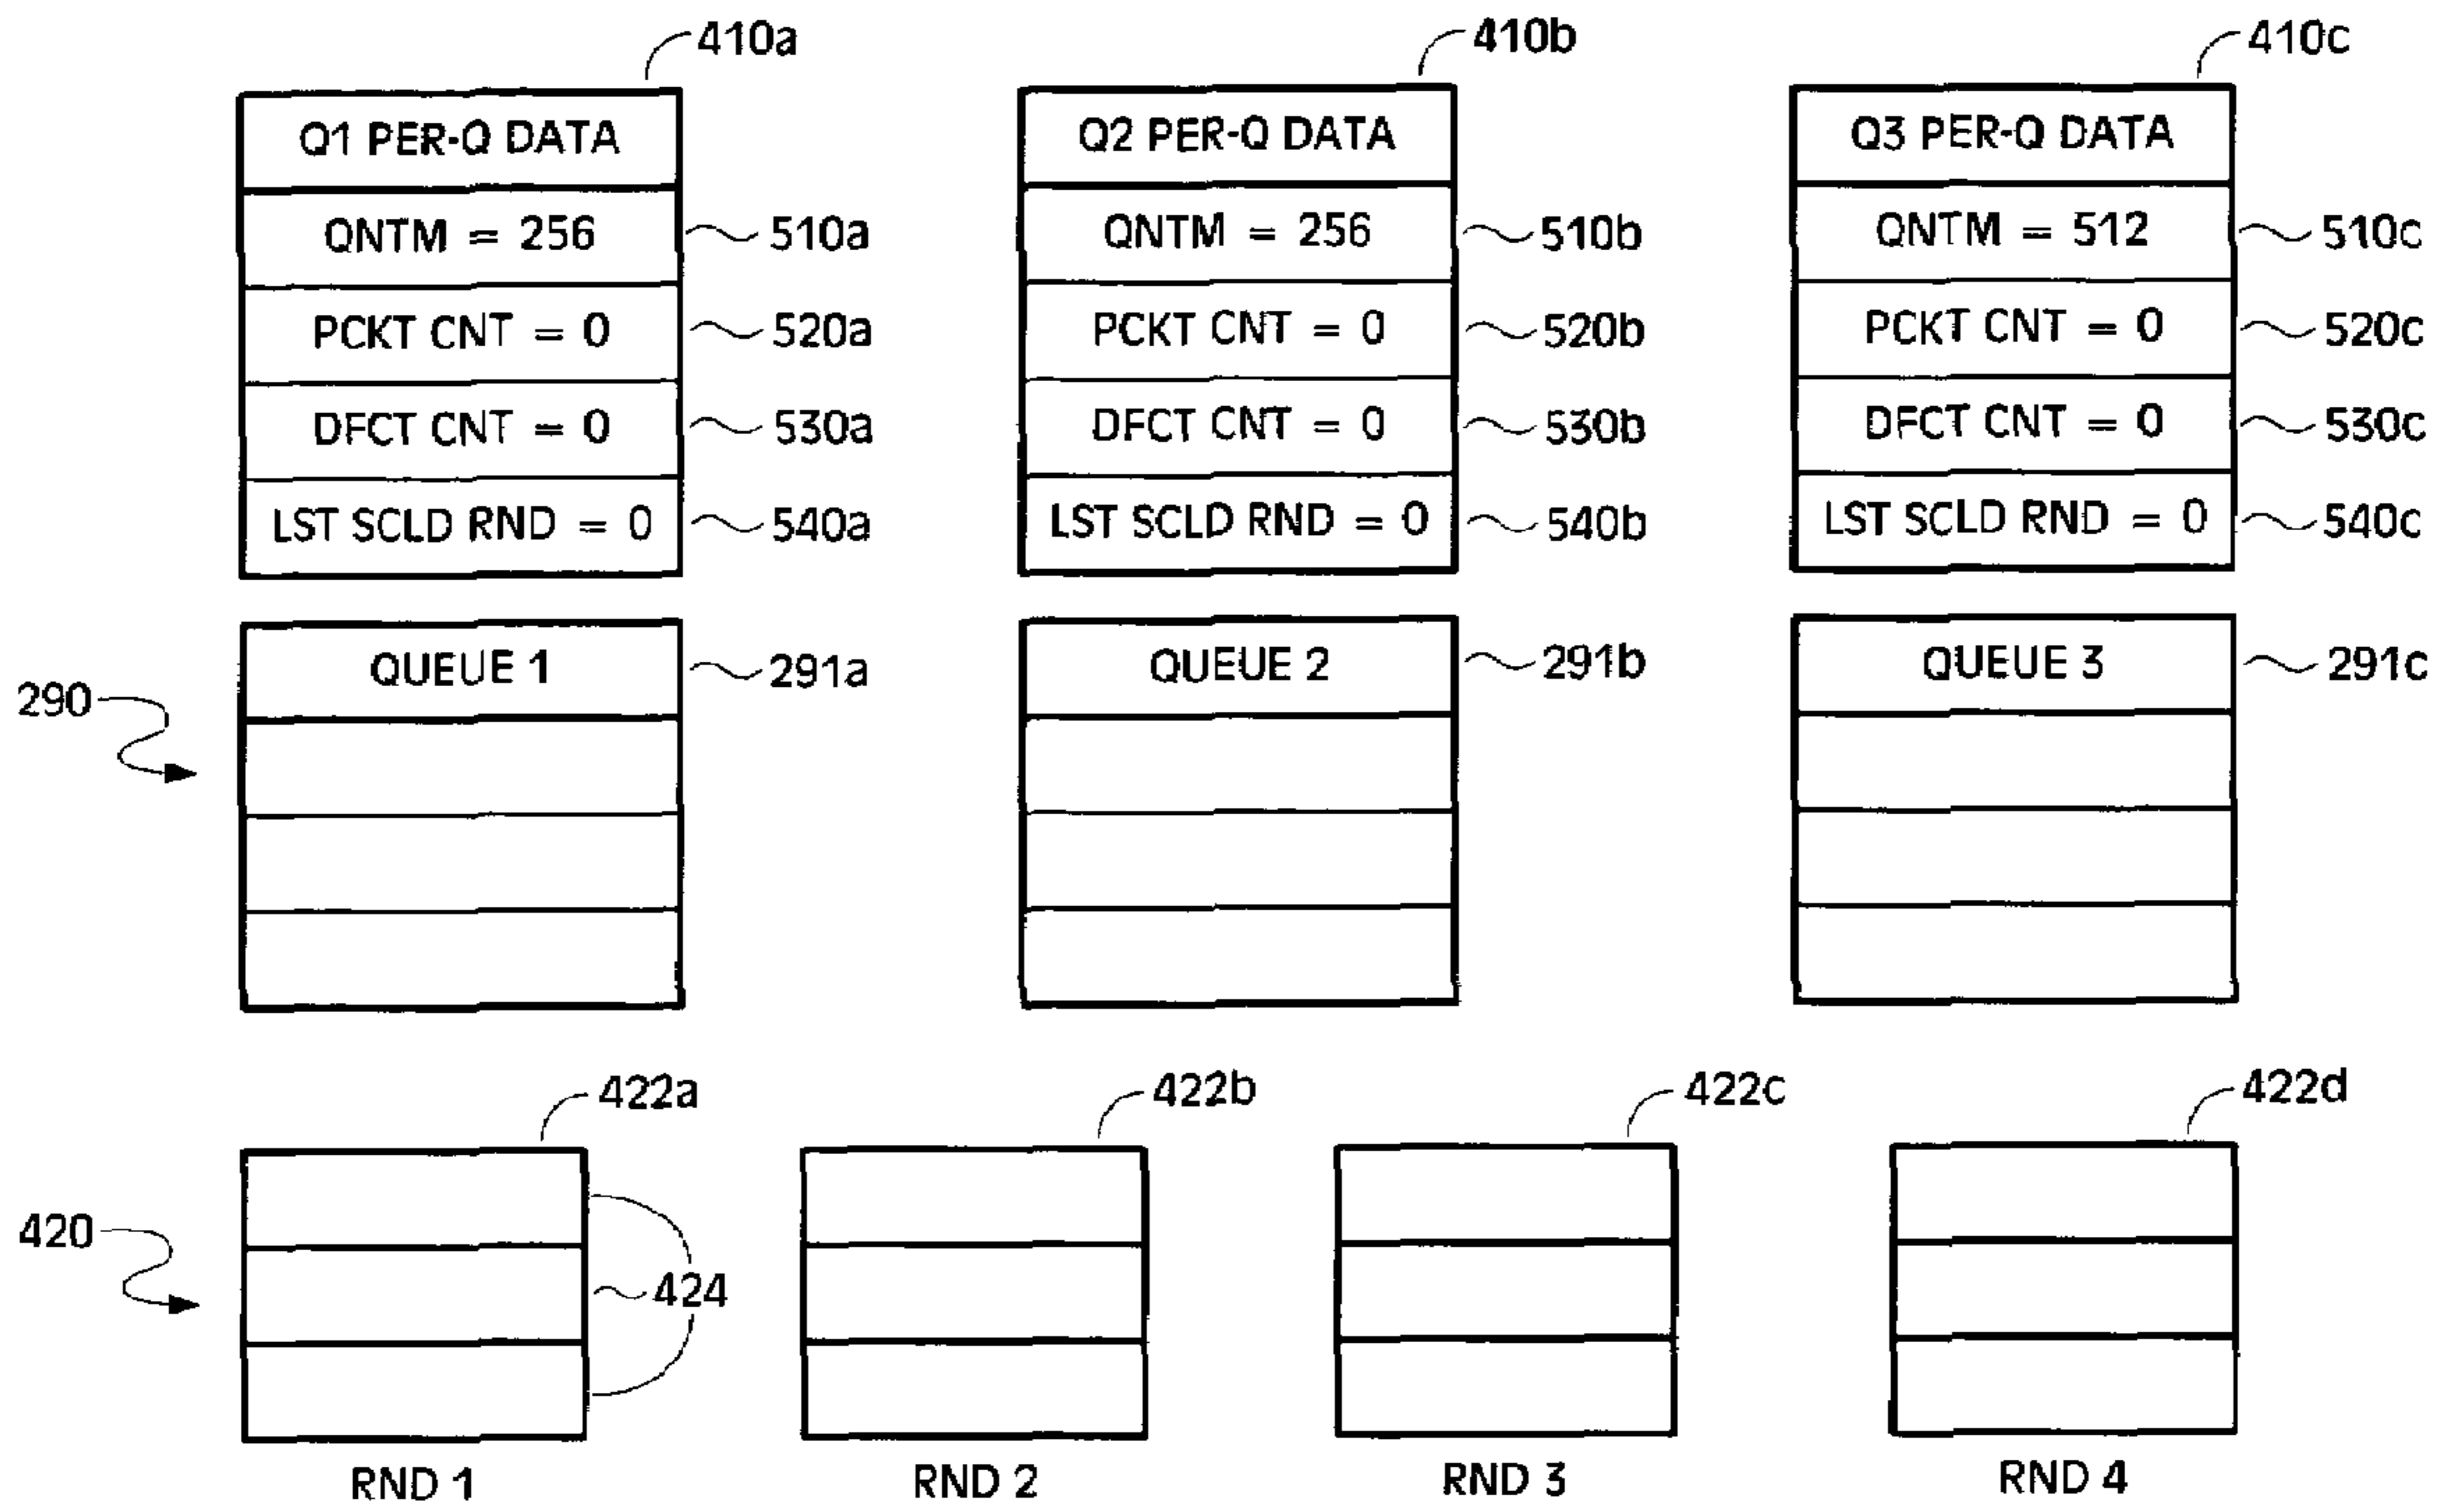 410a 410b 410c
Q1 PER-Q DATA Q2 PER-Q DATA Q3 PER-Q DATA
QNTM = 256 510a QNTM = 256 510b QNTM = 512 510c
PCKT CNT = 0 520a PCKT CNT = 0 520b PCKT CNT = 0 520c
DFCT CNT = 0 530a DFCT CNT = 0 530b DFCT CNT = 0 530c
LST SCLD RND = 0 540a LST SCLD RND = 0 540b LST SCLD RND = 0 540c
QUEUE 1 291a QUEUE 2 291b QUEUE 3 291c
290
422a 422b 422c 422d
420
424
RND 1 RND 2 RND 3 RND 4